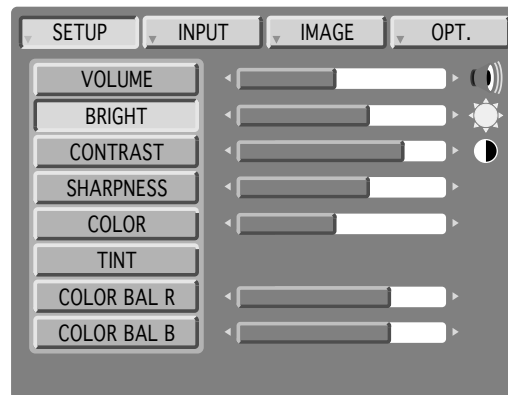 SETUP INPUT IMAGE OPT.
VOLUME
BRIGHT
CONTRAST
SHARPNESS
COLOR
TINT
COLOR BAL R
COLOR BAL B